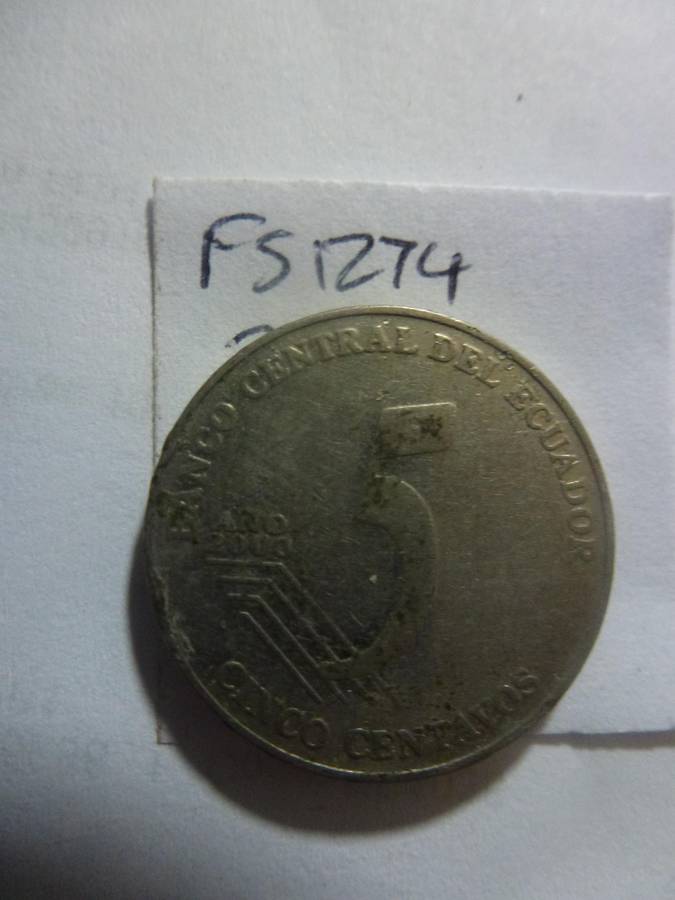 FS1274
BANCO CENTRAL DEL ECUADOR
5
AÑO
CINCO CENTAVOS